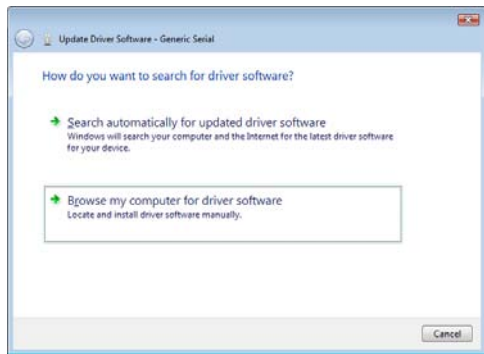 Update Driver Software - Generic Serial
How do you want to search for driver software?
Search automatically for updated driver software
Windows will search your computer and the Internet for the latest driver software
for your device.
Browse my computer for driver software
Locate and install driver software manually.
Cancel